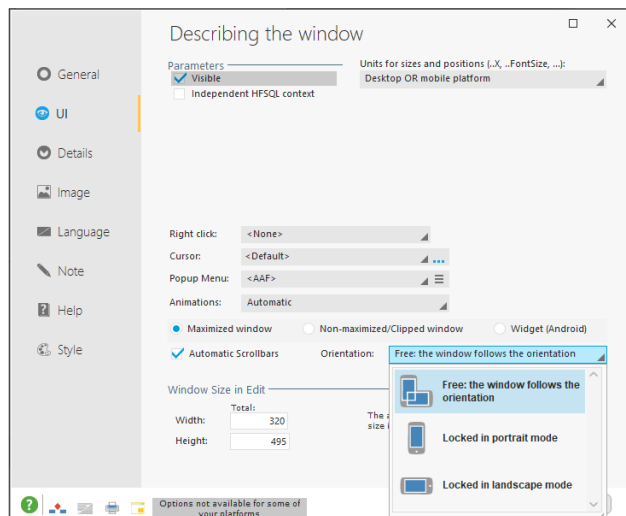 Describing the window
General
UI
Details
Image
Language
Note
Help
Style
Parameters
Visible
Independent HFSQL context
Units for sizes and positions (..X, ..FontSize, ...):
Desktop OR mobile platform
Right click: <None>
Cursor: <Default>
Popup Menu: <AAF>
Animations: Automatic
Maximized window Non-maximized/Clipped window Widget (Android)
Automatic Scrollbars Orientation: Free: the window follows the orientation
Free: the window follows the
orientation
Locked in portrait mode
Locked in landscape mode
Window Size in Edit
Total:
Width: 320
Height: 495
The
size
Options not available for some of
your platforms